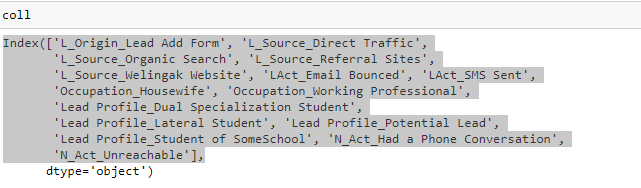 coll
Index(['L_Origin_Lead Add Form', 'L_Source_Direct Traffic',
'L_Source_Organic Search', 'L_Source_Referral Sites',
'L_Source_Welingak Website', 'LAct_Email Bounced', 'LAct_SMS Sent',
'Occupation_Housewife', 'Occupation_Working Professional',
'Lead Profile_Dual Specialization Student',
'Lead Profile_Lateral Student', 'Lead Profile_Potential Lead',
'Lead Profile_Student of SomeSchool', 'N_Act_Had a Phone Conversation',
'N_Act_Unreachable'],
dtype='object')